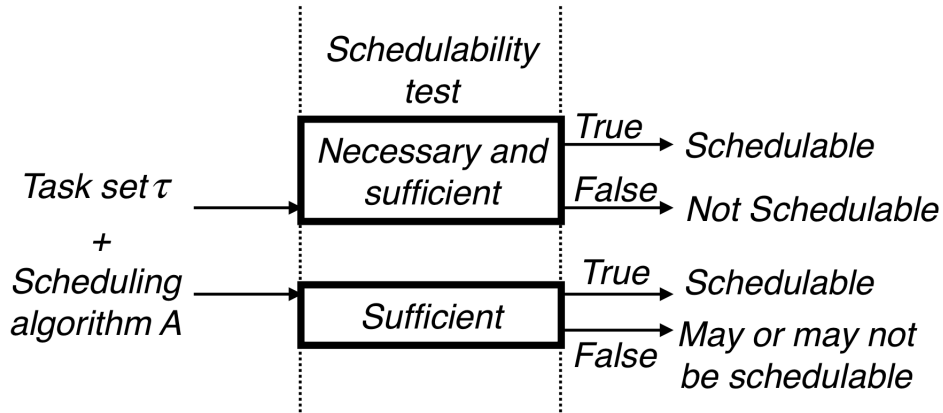 Schedulability
test
Task set τ
+
Scheduling
algorithm A
Necessary and
sufficient
True
Schedulable
False
Not Schedulable
Sufficient
True
Schedulable
False
May or may not
be schedulable